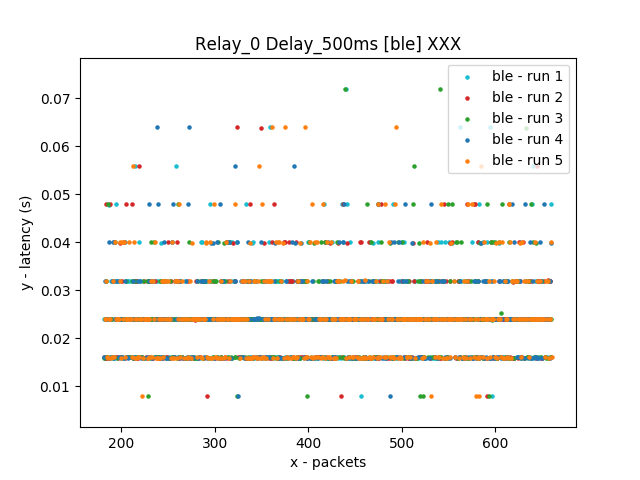 Relay_0 Delay_500ms [ble] XXX
ble - run 1
ble - run 2
ble - run 3
ble - run 4
ble - run 5
y - latency (s)
0.07
0.06
0.05
0.04
0.03
0.02
0.01
200 300 400 500 600
x - packets